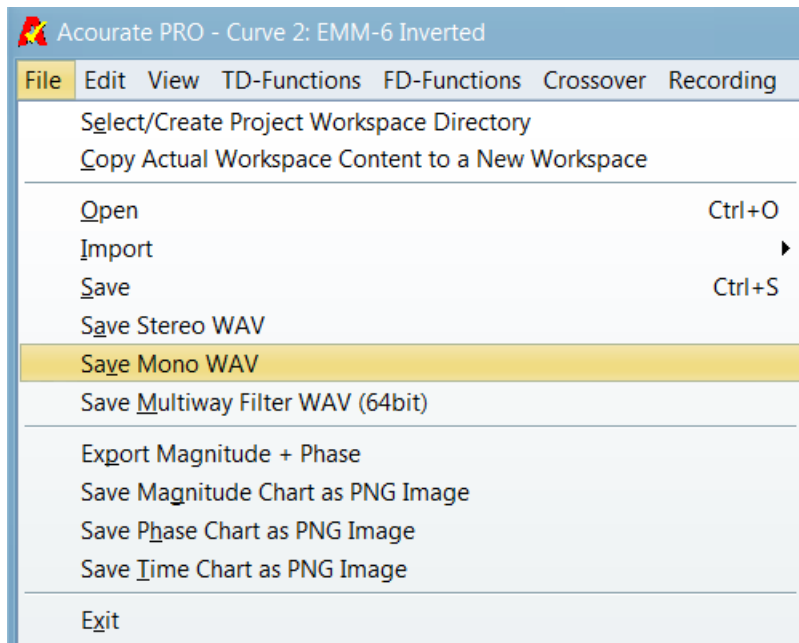 Acourate PRO - Curve 2: EMM-6 Inverted
File Edit View TD-Functions FD-Functions Crossover Recording
Select/Create Project Workspace Directory
Copy Actual Workspace Content to a New Workspace
Open Ctrl+O
Import
Save Ctrl+S
Save Stereo WAV
Save Mono WAV
Save Multiway Filter WAV (64bit)
Export Magnitude + Phase
Save Magnitude Chart as PNG Image
Save Phase Chart as PNG Image
Save Time Chart as PNG Image
Exit